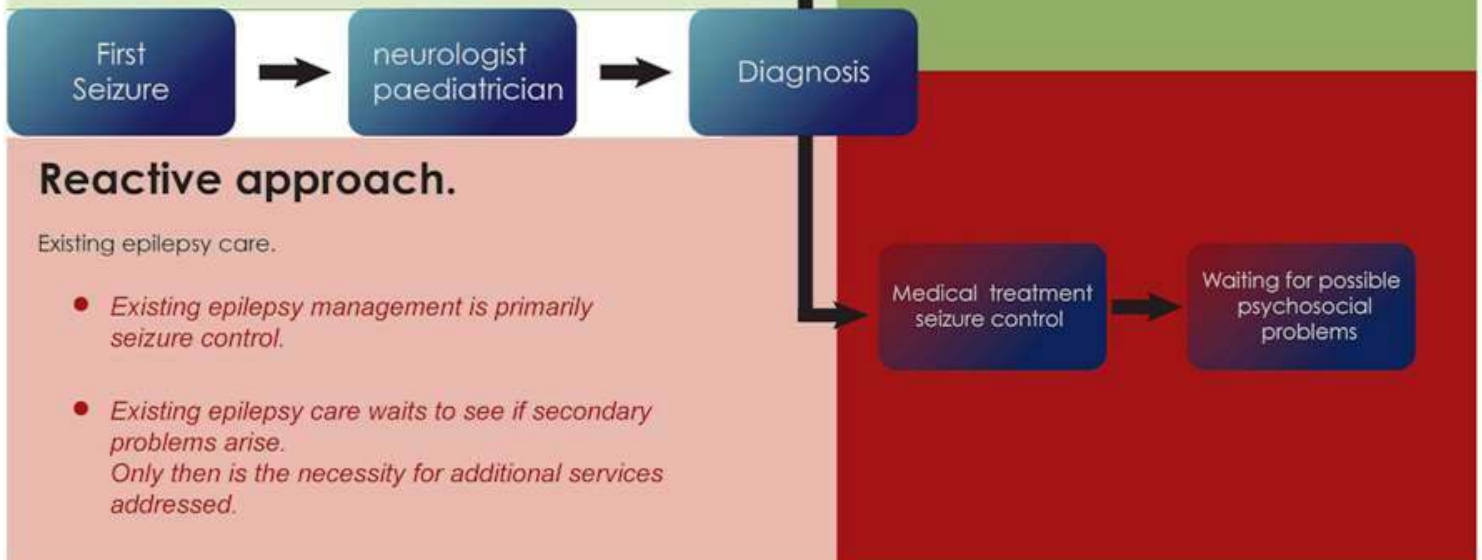 First
Seizure
neurologist
paediatrician
Diagnosis
Reactive approach.
Existing epilepsy care.
• Existing epilepsy management is primarily
seizure control.
• Existing epilepsy care waits to see if secondary
problems arise.
Only then is the necessity for additional services
addressed.
Medical treatment
seizure control
Waiting for possible
psychosocial
problems